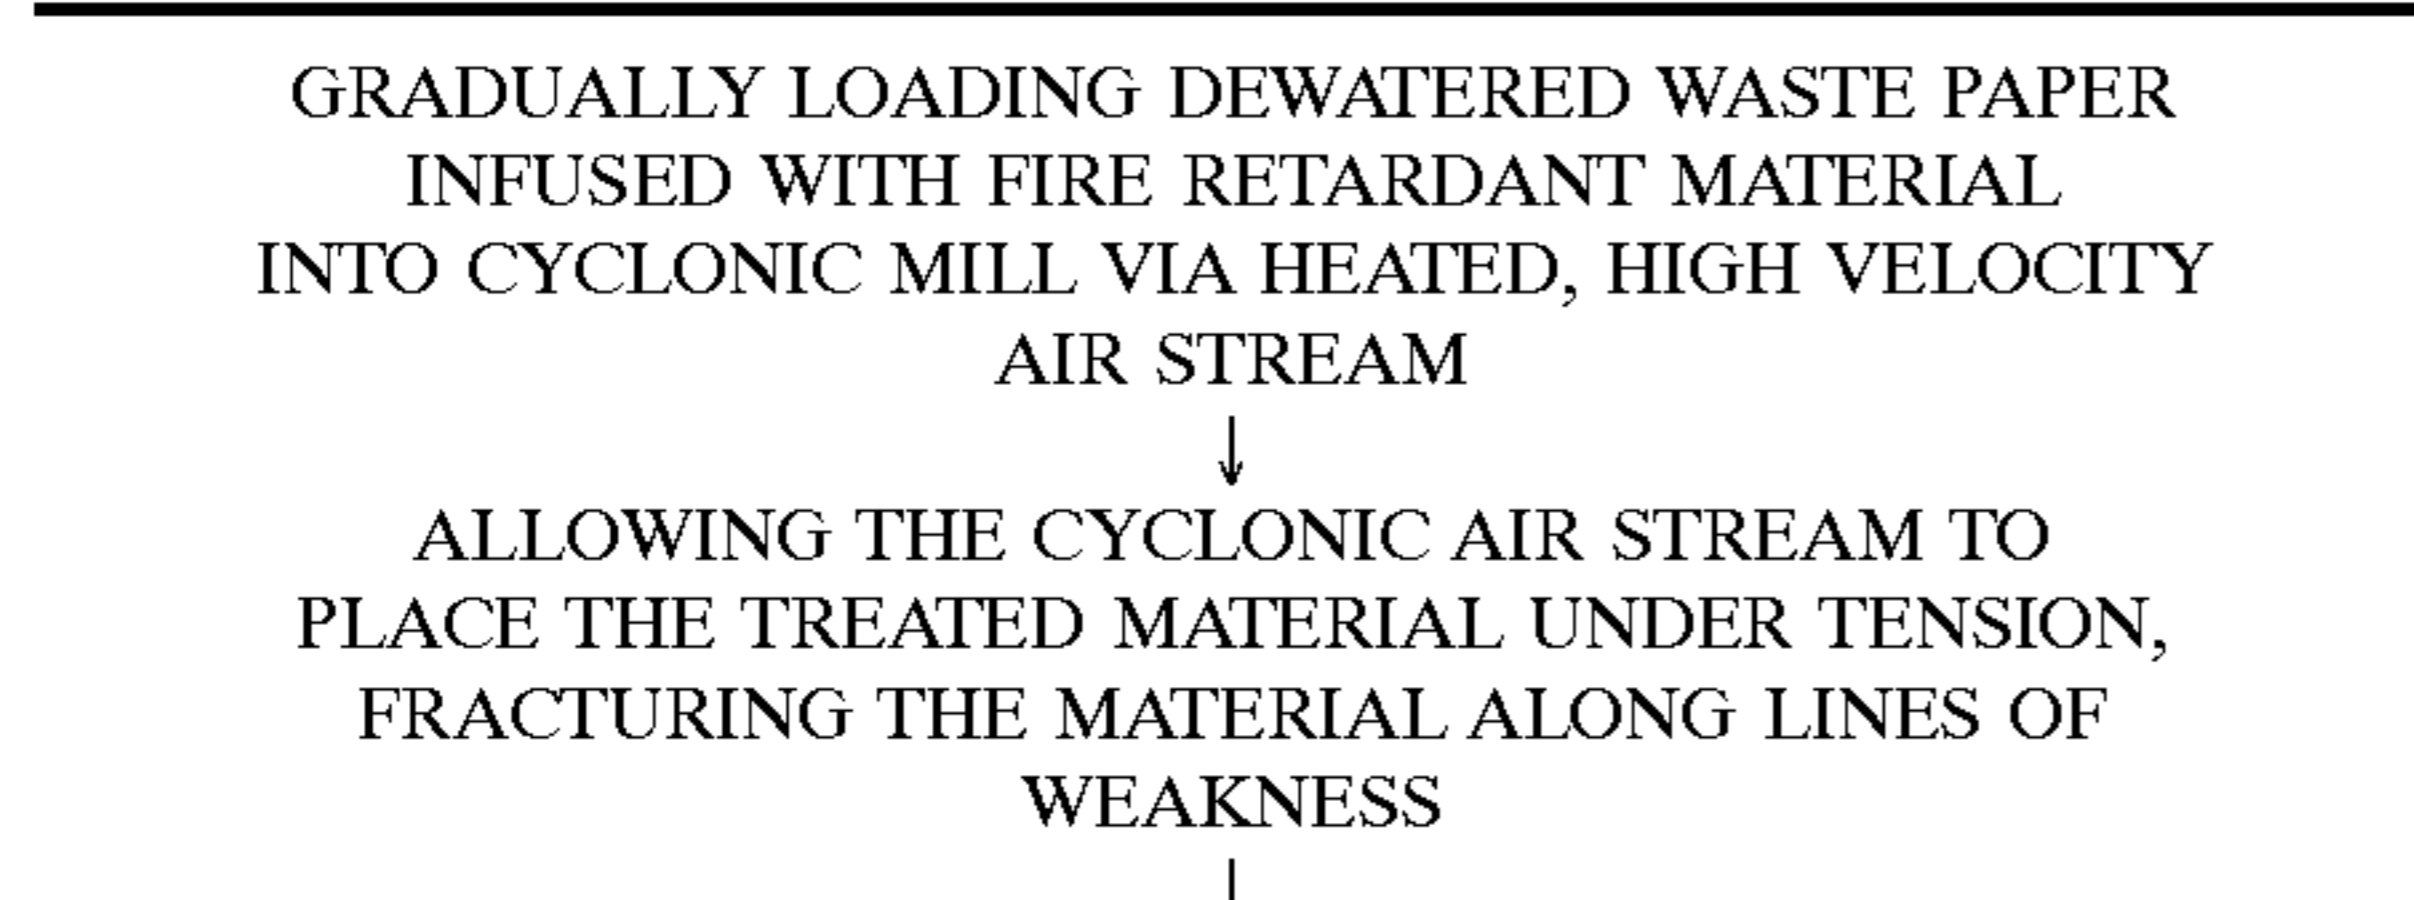 GRADUALLY LOADING DEWATERED WASTE PAPER
INFUSED WITH FIRE RETARDANT MATERIAL
INTO CYCLONIC MILL VIA HEATED, HIGH VELOCITY
AIR STREAM
ALLOWING THE CYCLONIC AIR STREAM TO
PLACE THE TREATED MATERIAL UNDER TENSION,
FRACTURING THE MATERIAL ALONG LINES OF
WEAKNESS